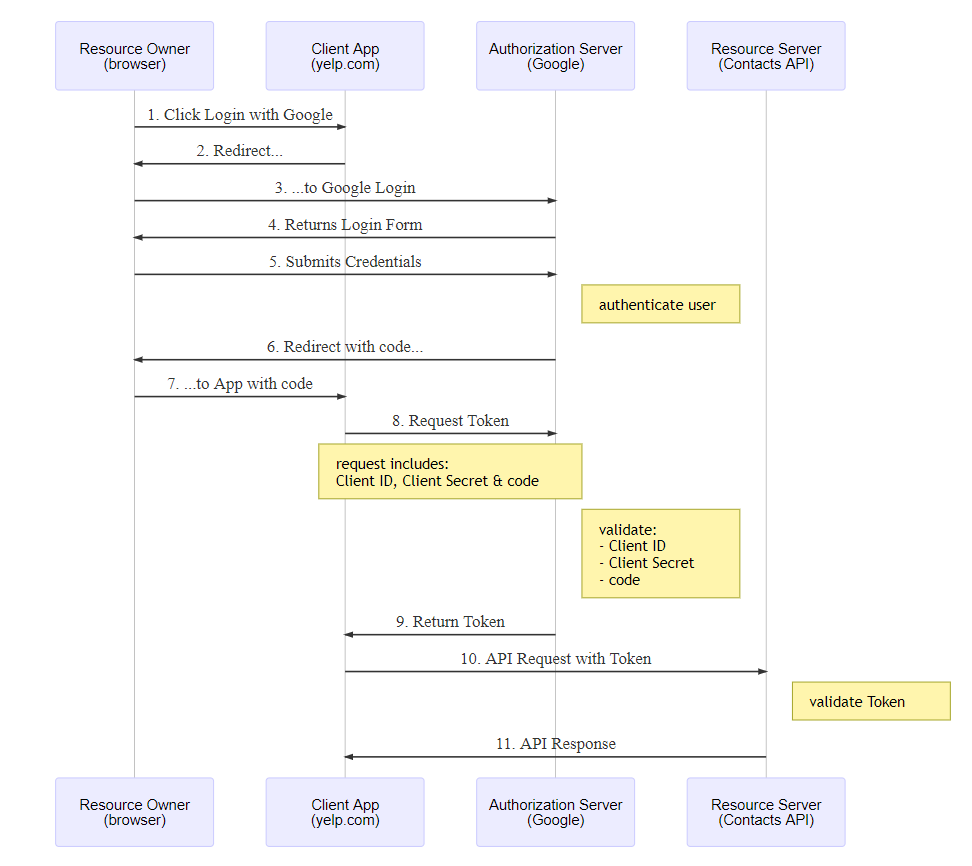 Resource Owner
(browser)
Client App
(yelp.com)
Authorization Server
(Google)
Resource Server
(Contacts API)
1. Click Login with Google
2. Redirect...
3. ...to Google Login
4. Returns Login Form
5. Submits Credentials
authenticate user
6. Redirect with code...
7. ...to App with code
8. Request Token
request includes:
Client ID, Client Secret & code
validate:
- Client ID
- Client Secret
- code
9. Return Token
10. API Request with Token
validate Token
11. API Response
Resource Owner
(browser)
Client App
(yelp.com)
Authorization Server
(Google)
Resource Server
(Contacts API)